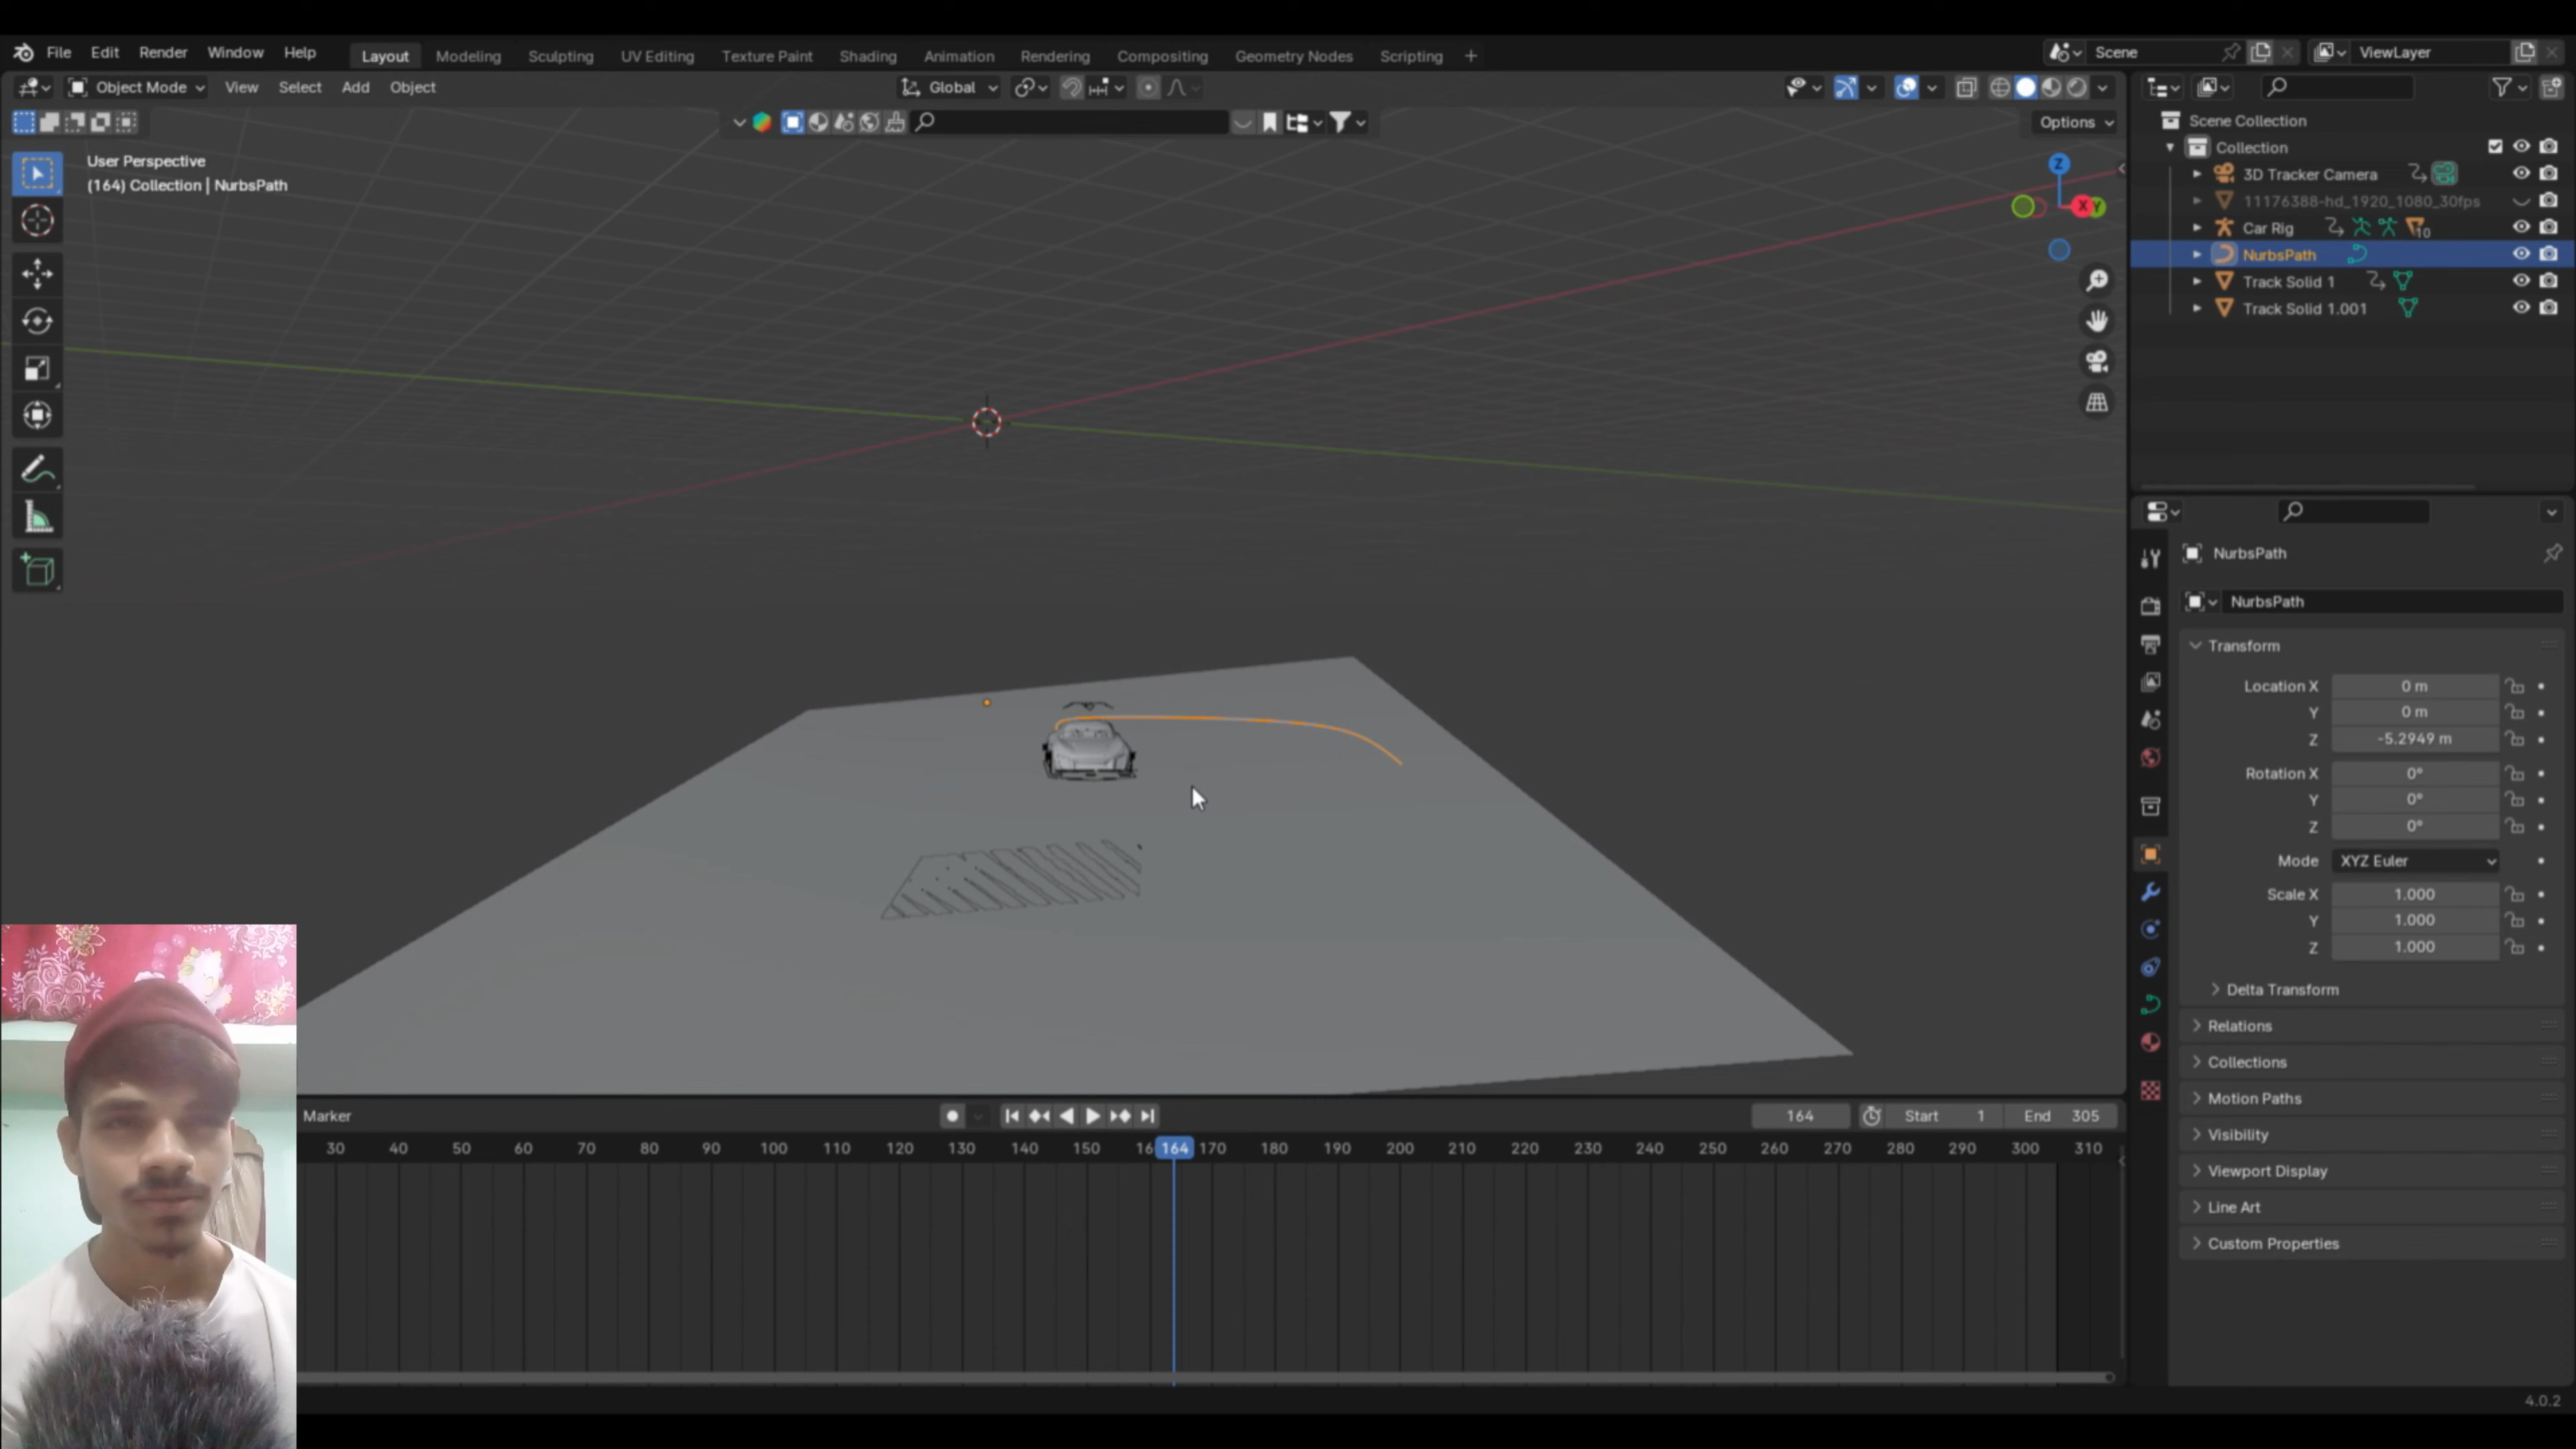 File Edit Render Window Help Layout Modeling Sculpting UV Editing Texture Paint Shading Animation Rendering Compositing Geometry Nodes Scripting + Scene ViewLayer
Object Mode View Select Add Object Global
Options
User Perspective
(164) Collection | NurbsPath
Z
X Y
Scene Collection
Collection
3D Tracker Camera
11176388-hd_1920_1080_30fps
Car Rig 10
NurbsPath
Track Solid 1
Track Solid 1.001
NurbsPath
NurbsPath
Transform
Location X 0 m
Y 0 m
Z -5.2949 m
Rotation X 0°
Y 0°
Z 0°
Mode XYZ Euler
Scale X 1.000
Y 1.000
Z 1.000
Delta Transform
Relations
Collections
Motion Paths
Visibility
Viewport Display
Line Art
Custom Properties
Marker 164 Start 1 End 305
30 40 50 60 70 80 90 100 110 120 130 140 150 16 164 170 180 190 200 210 220 230 240 250 260 270 280 290 300 310
4.0.2